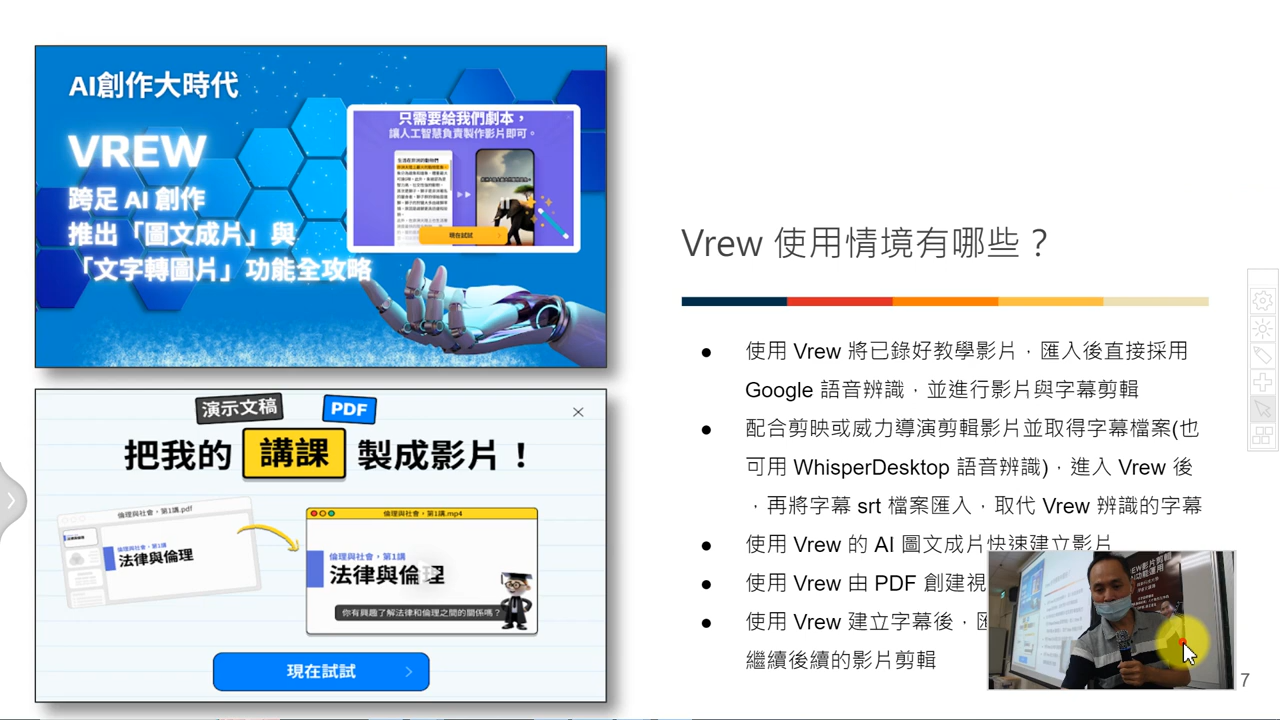 AI創作大時代
VREW
跨足 AI 創作
推出「圖文成片」與
「文字轉圖片」功能全攻略
只需要給我們劇本，
讓人工智慧負責製作影片即可。
現在試試
演示文稿
PDF
把我的 講課 製成影片！
倫理與社會，第1講.pdf
倫理與社會，第1講
法律與倫理
倫理與社會，第1講.mp4
倫理與社會，第1講
法律與倫理
你有興趣了解法律和倫理之間的關係嗎？
現在試試
Vrew 使用情境有哪些？
● 使用 Vrew 將已錄好教學影片，匯入後直接採用
Google 語音辨識，並進行影片與字幕剪輯
● 配合剪映或威力導演剪輯影片並取得字幕檔案(也
可用 WhisperDesktop 語音辨識)，進入 Vrew 後
，再將字幕 srt 檔案匯入，取代 Vrew 辨識的字幕
● 使用 Vrew 的 AI 圖文成片快速建立影片
● 使用 Vrew 由 PDF 創建視
● 使用 Vrew 建立字幕後，匯
繼續後續的影片剪輯
7